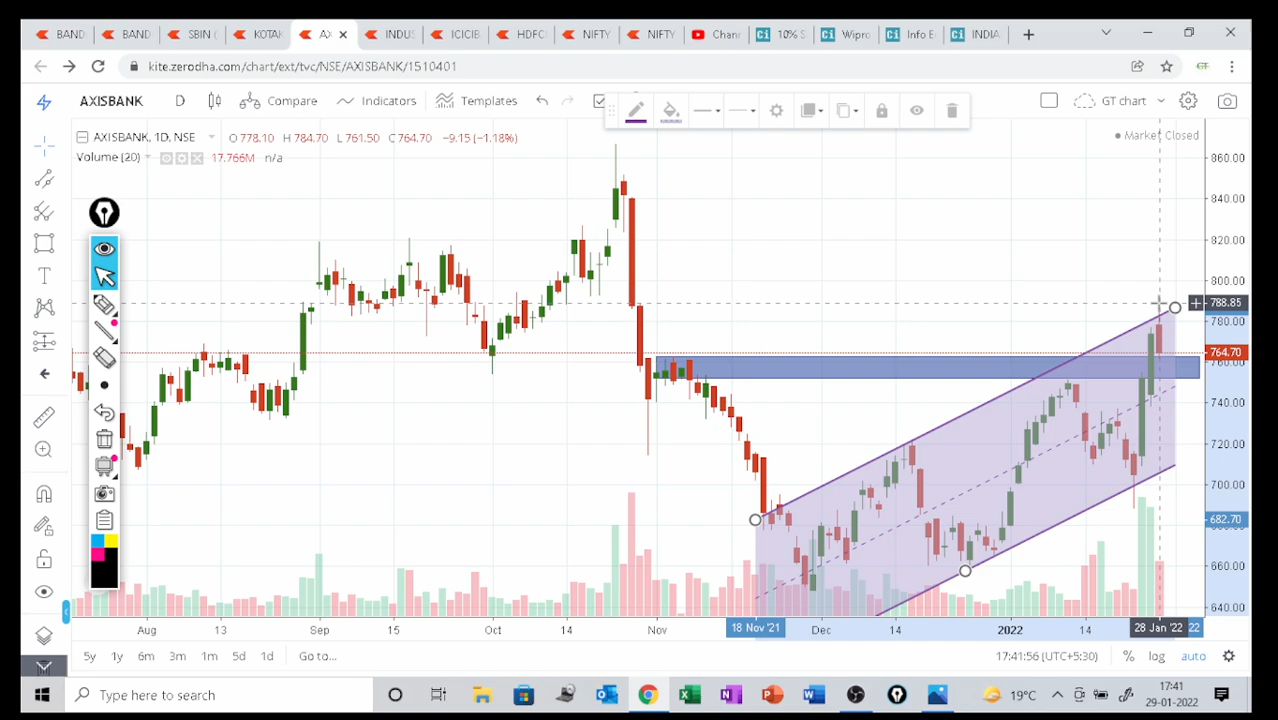 BAND
BAND
SBIN (
KOTAK
AX
INDUS
ICICIB
HDFC
NIFTY
NIFTY
Chann
10% S
Wipro
Info E
INDIA
kite.zerodha.com/chart/ext/tvc/NSE/AXISBANK/1510401
AXISBANK D Compare Indicators Templates GT chart
AXISBANK, 1D, NSE O 778.10 H 784.70 L 761.50 C 764.70 −9.15 (−1.18%)
Market Closed
Volume (20) 17.766M n/a
860.00
840.00
820.00
800.00
788.85
780.00
764.70
760.00
740.00
720.00
700.00
682.70
660.00
640.00
Aug 13 Sep 15 Oct 14 Nov 18 Nov '21 Dec 14 2022 14 28 Jan '22 22
5y 1y 6m 3m 1m 5d 1d Go to... 17:41:56 (UTC+5:30) % log auto
Type here to search
19°C
17:41
29-01-2022